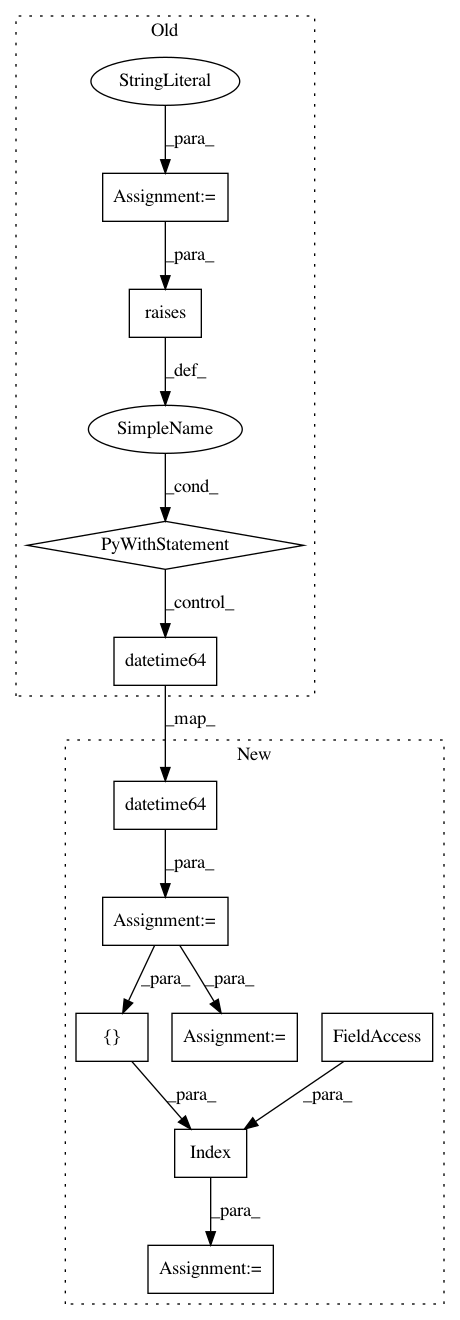 Old
StringLiteral
_para_
Assignment:=
_para_
raises
_def_
SimpleName
_cond_
PyWithStatement
_control_
datetime64
_map_
New
datetime64
_para_
Assignment:=
_para_ _para_
{} Assignment:= FieldAccess
_para_ _para_
Index
_para_
Assignment:=